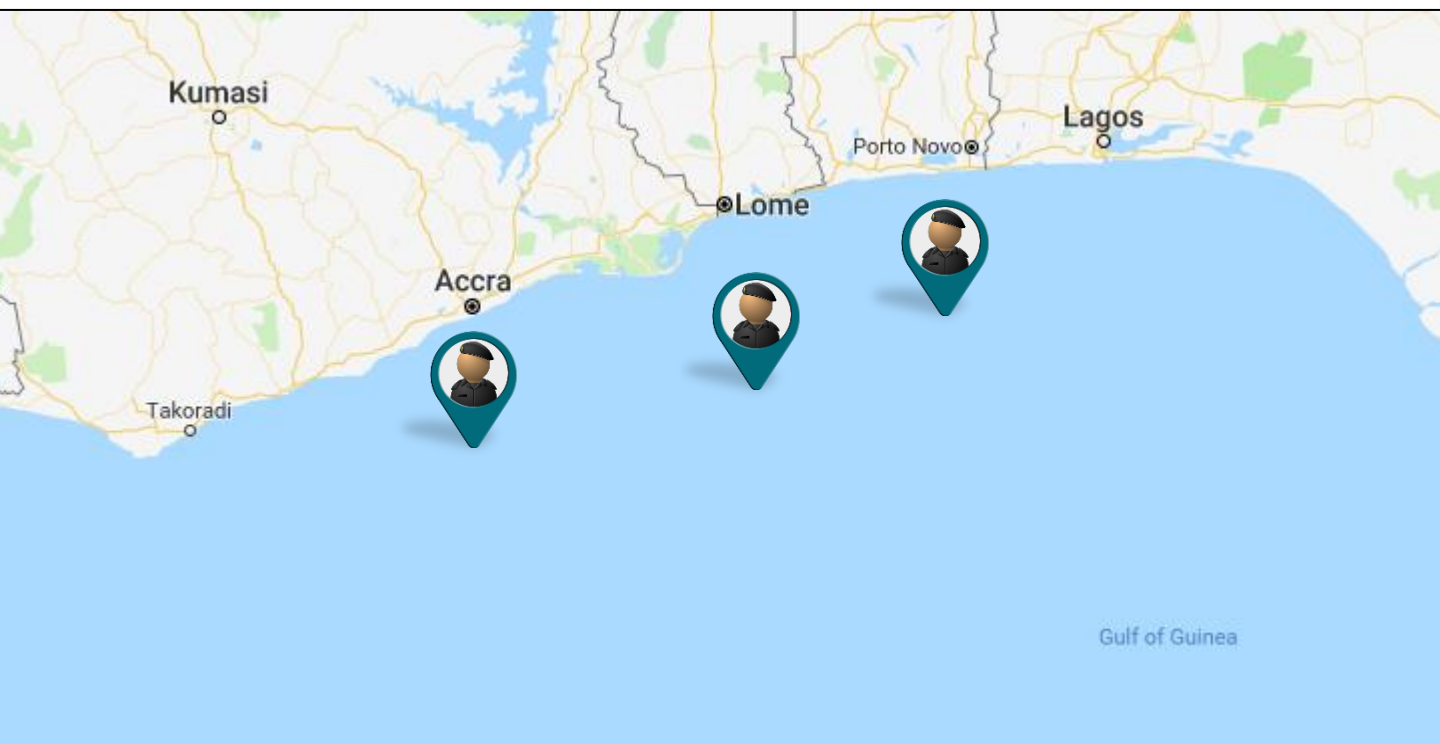 Kumasi
Lagos
Porto Novo
Lome
Accra
Takoradi
Gulf of Guinea